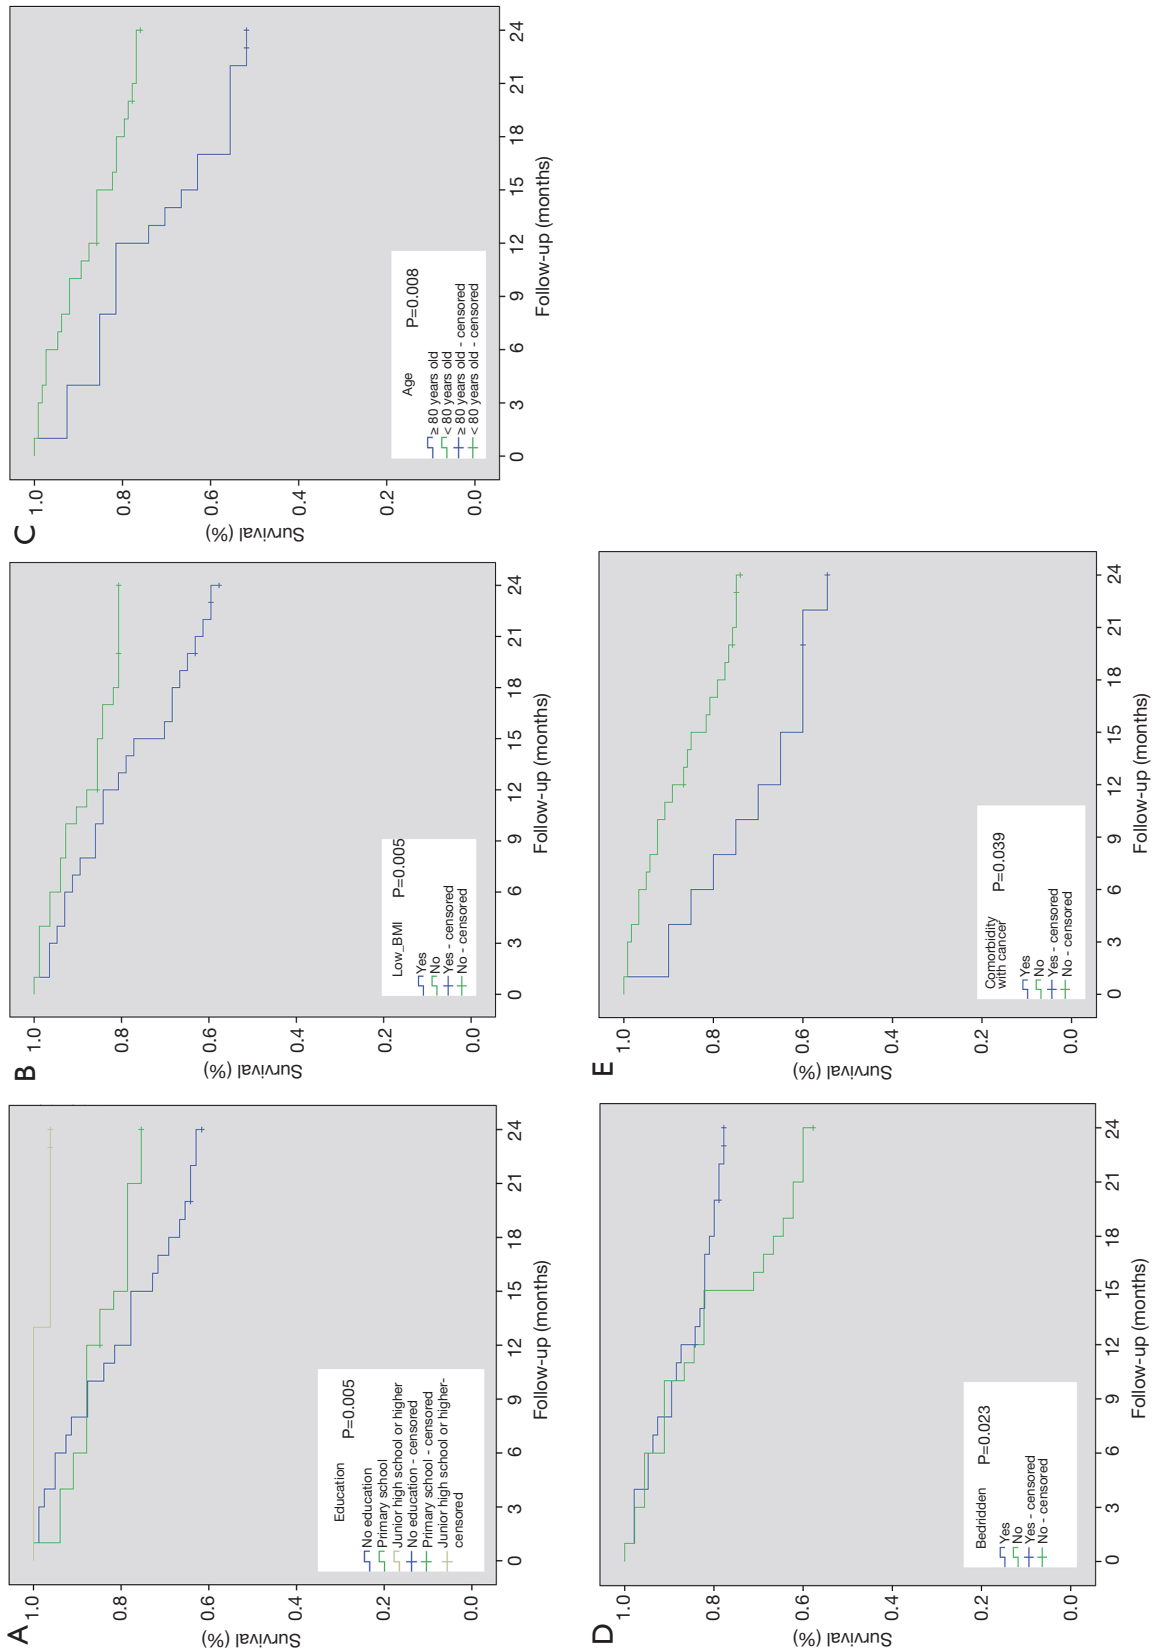 A
1.0
0.8
0.6
0.4
0.2
0.0
Survival (%)
Education
P=0.005
No education
Primary school
Junior high school or higher
No education - censored
Primary school - censored
Junior high school or higher-
censored
0 3 6 9 12 15 18 21 24
Follow-up (months)
B
1.0
0.8
0.6
0.4
0.2
0.0
Survival (%)
Low_BMI P=0.005
Yes
No
Yes - censored
No - censored
0 3 6 9 12 15 18 21 24
Follow-up (months)
C
1.0
0.8
0.6
0.4
0.2
0.0
Survival (%)
Age
P=0.008
≥ 80 years old
< 80 years old
≥ 80 years old - censored
< 80 years old - censored
0 3 6 9 12 15 18 21 24
Follow-up (months)
D
1.0
0.8
0.6
0.4
0.2
0.0
Survival (%)
Bedridden P=0.023
Yes
No
Yes - censored
No - censored
0 3 6 9 12 15 18 21 24
Follow-up (months)
E
1.0
0.8
0.6
0.4
0.2
0.0
Survival (%)
Comorbidity
with cancer P=0.039
Yes
No
Yes - censored
No - censored
0 3 6 9 12 15 18 21 24
Follow-up (months)